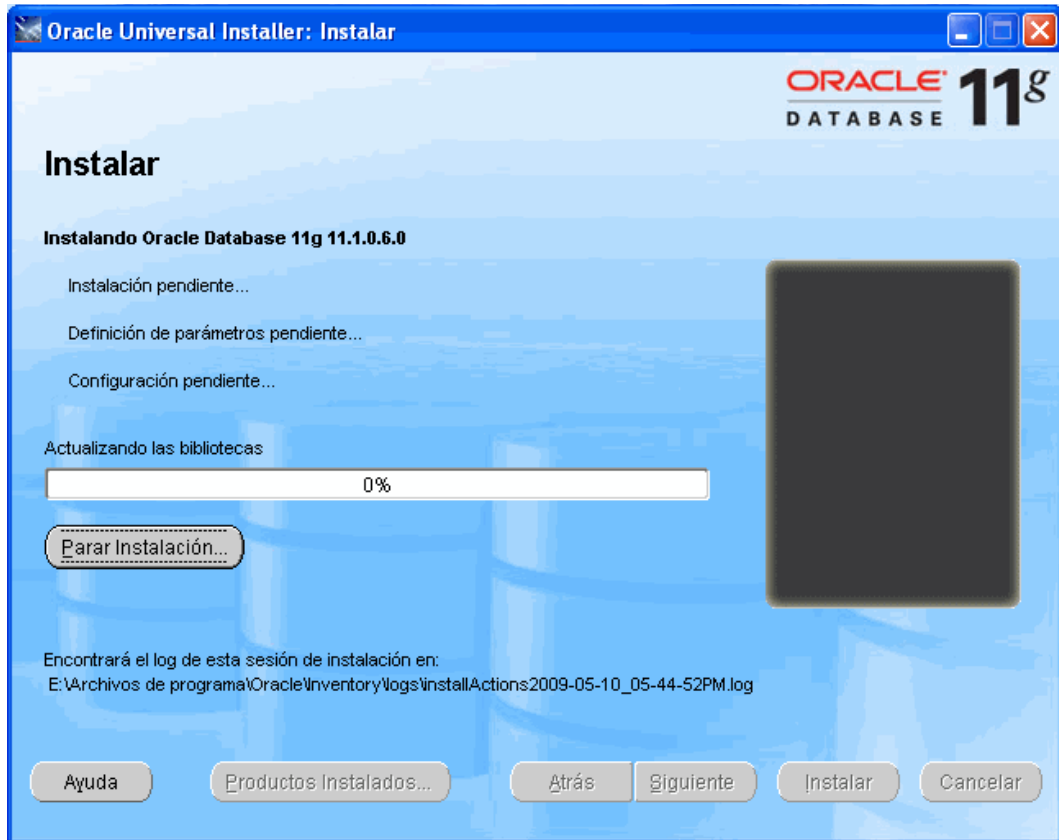 Oracle Universal Installer: Instalar
ORACLE 11g
DATABASE
Instalar
Instalando Oracle Database 11g 11.1.0.6.0
Instalación pendiente...
Definición de parámetros pendiente...
Configuración pendiente...
Actualizando las bibliotecas
0%
Parar Instalación...
Encontrará el log de esta sesión de instalación en:
E:\Archivos de programa\Oracle\Inventory\logs\installActions2009-05-10_05-44-52PM.log
Ayuda Productos Instalados... Atrás Siguiente Instalar Cancelar